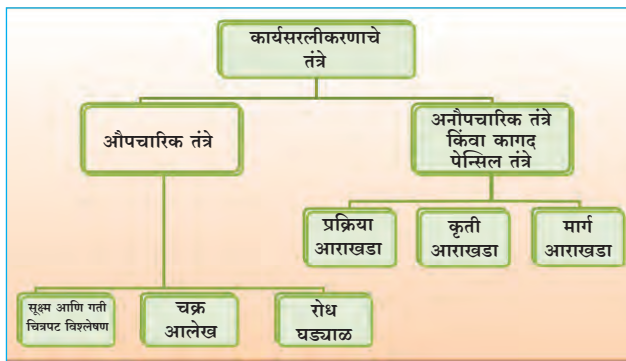 कार्यसरलीकरणाचे
तंत्रे
औपचारिक तंत्रे
अनौपचारिक तंत्रे
किंवा कागद
पेन्सिल तंत्रे
प्रक्रिया
आराखडा
कृती
आराखडा
मार्ग
आराखडा
सूक्ष्म आणि गती
चित्रपट विश्लेषण
चक्र
आलेख
रोध
घड्याळ